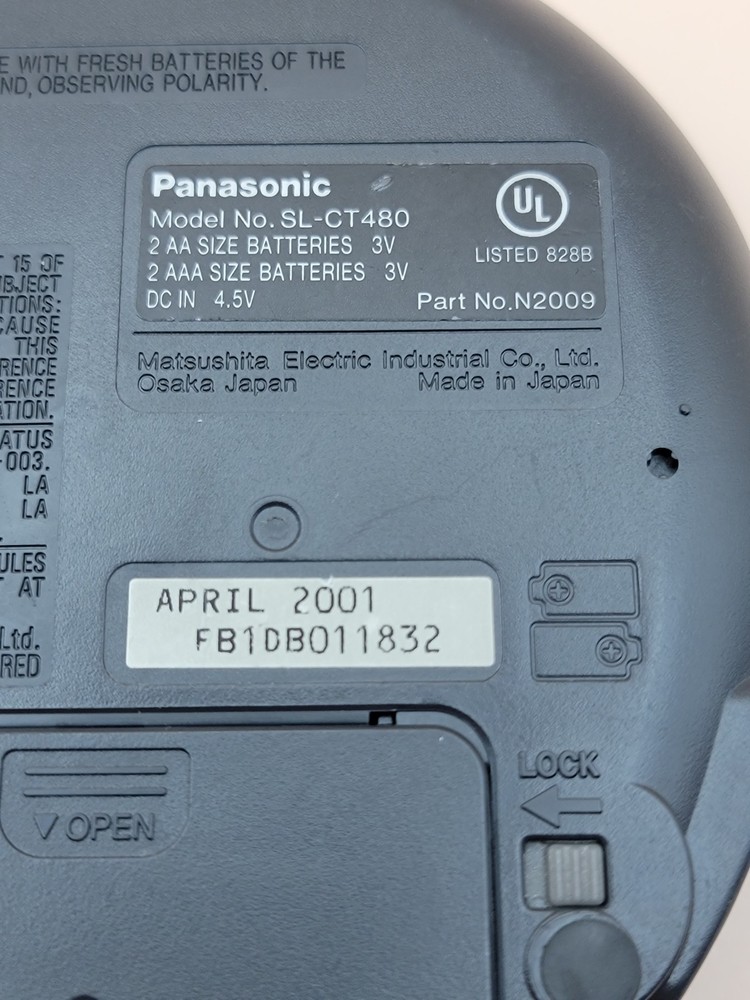 E WITH FRESH BATTERIES OF THE
ND, OBSERVING POLARITY.
Panasonic
Model No. SL-CT480
2 AA SIZE BATTERIES 3V
2 AAA SIZE BATTERIES 3V
DC IN 4.5V
UL
LISTED 828B
Part No.N2009
Matsushita Electric Industrial Co., Ltd.
Osaka Japan Made in Japan
T 15 OF
UBJECT
TIONS:
CAUSE
THIS
RENCE
RENCE
ATION.
ATUS
-003.
LA
LA
ULES
T AT
Ltd.
RED
APRIL 2001
FB1DB011832
OPEN
LOCK